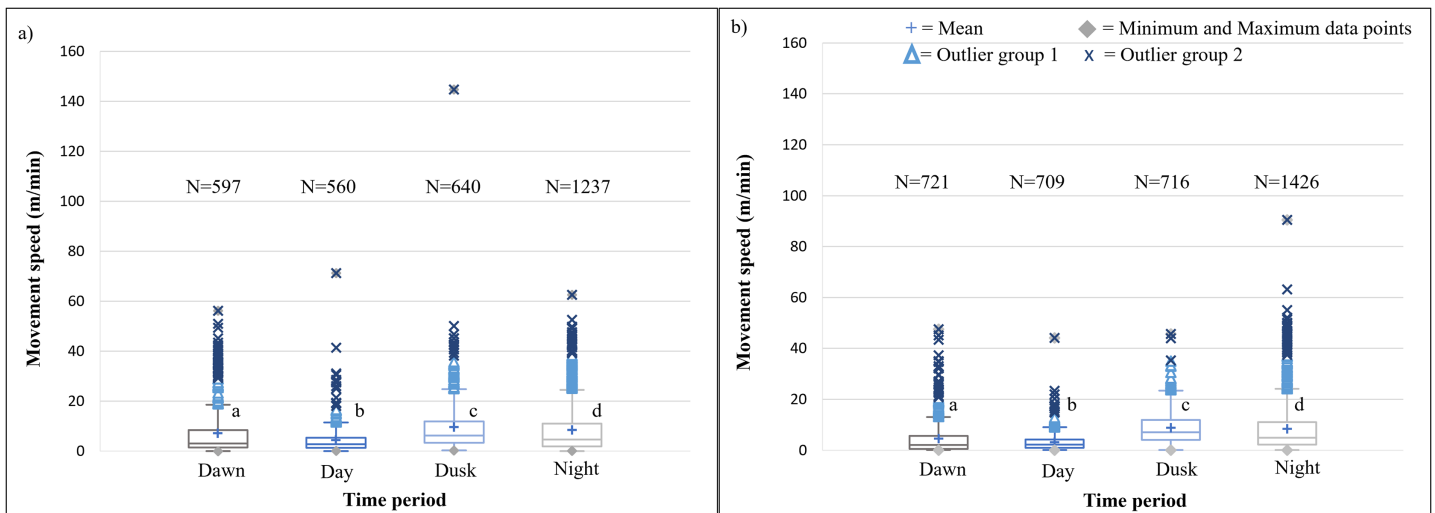 a)
Movement speed (m/min)
160
140
120
100
80
60
40
20
0
N=597 N=560 N=640 N=1237
a b c d
Dawn Day Dusk Night
Time period
b)
+ = Mean
= Minimum and Maximum data points
= Outlier group 1
x = Outlier group 2
Movement speed (m/min)
160
140
120
100
80
60
40
20
0
N=721 N=709 N=716 N=1426
a b c d
Dawn Day Dusk Night
Time period